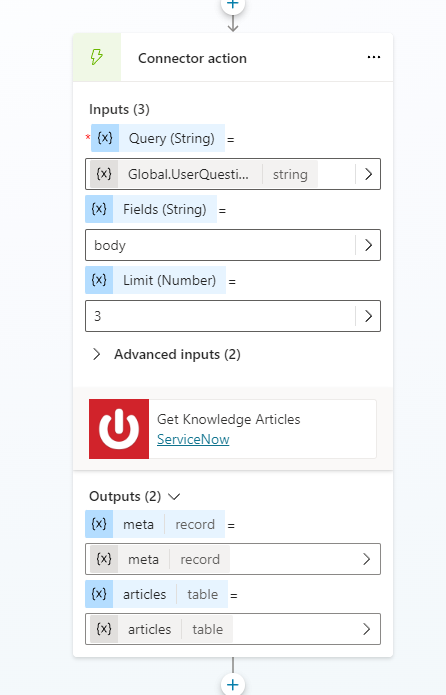 Connector action ...
Inputs (3)
* {x} Query (String) =
{x} Global.UserQuesti... string
{x} Fields (String) =
body
{x} Limit (Number) =
3
Advanced inputs (2)
Get Knowledge Articles
ServiceNow
Outputs (2)
{x} meta record =
{x} meta record
{x} articles table =
{x} articles table